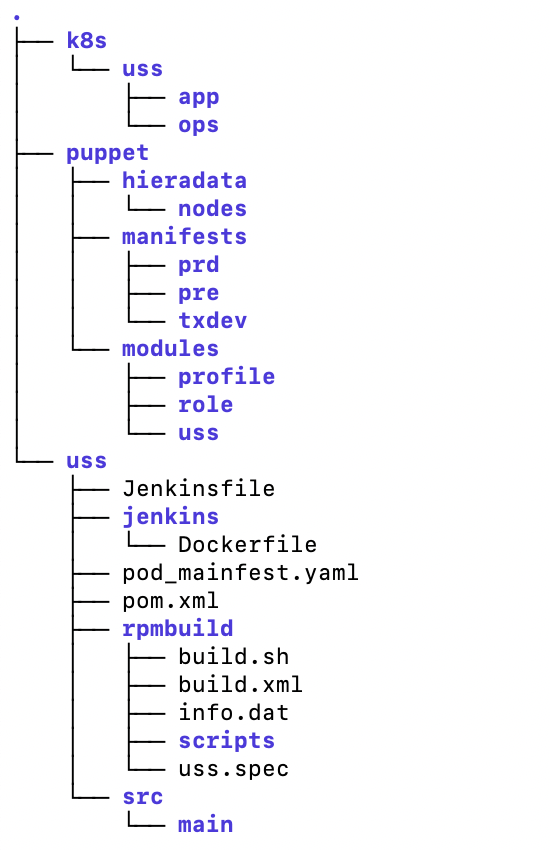 .
├── k8s
│   └── uss
│       ├── app
│       └── ops
├── puppet
│   ├── hieradata
│   │   └── nodes
│   ├── manifests
│   │   ├── prd
│   │   ├── pre
│   │   └── txdev
│   └── modules
│       ├── profile
│       ├── role
│       └── uss
└── uss
    ├── Jenkinsfile
    ├── jenkins
    │   └── Dockerfile
    ├── pod_mainfest.yaml
    ├── pom.xml
    ├── rpmbuild
    │   ├── build.sh
    │   ├── build.xml
    │   ├── info.dat
    │   ├── scripts
    │   └── uss.spec
    └── src
        └── main